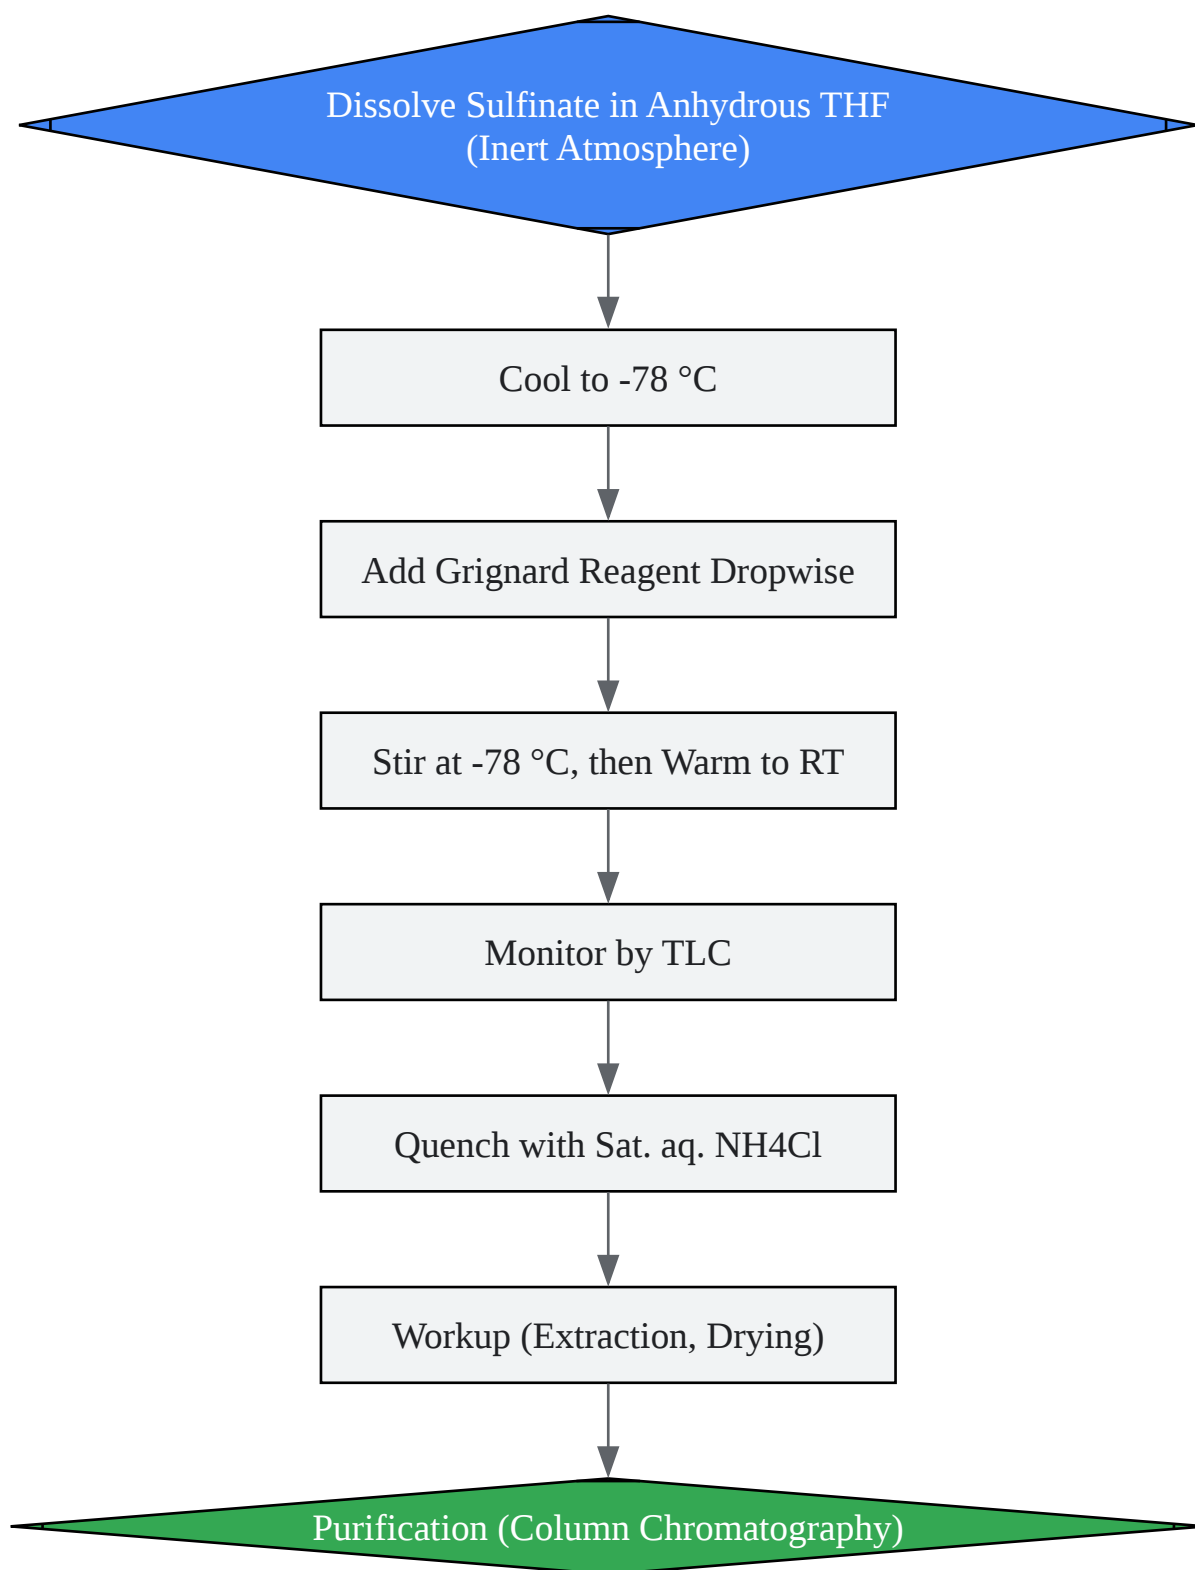 Dissolve Sulfinate in Anhydrous THF
(Inert Atmosphere)
Cool to -78 °C
Add Grignard Reagent Dropwise
Stir at -78 °C, then Warm to RT
Monitor by TLC
Quench with Sat. aq. NH4Cl
Workup (Extraction, Drying)
Purification (Column Chromatography)